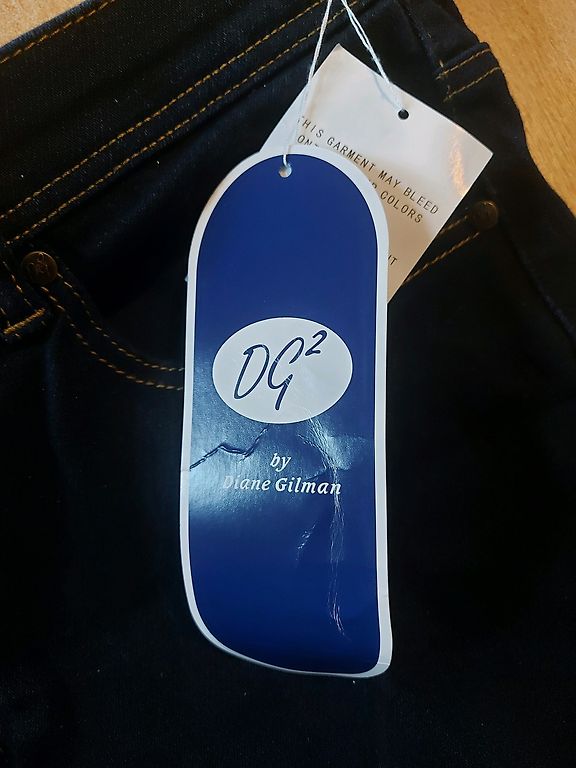 THIS GARMENT MAY BLEED
COLORS
DG²
by
Diane Gilman